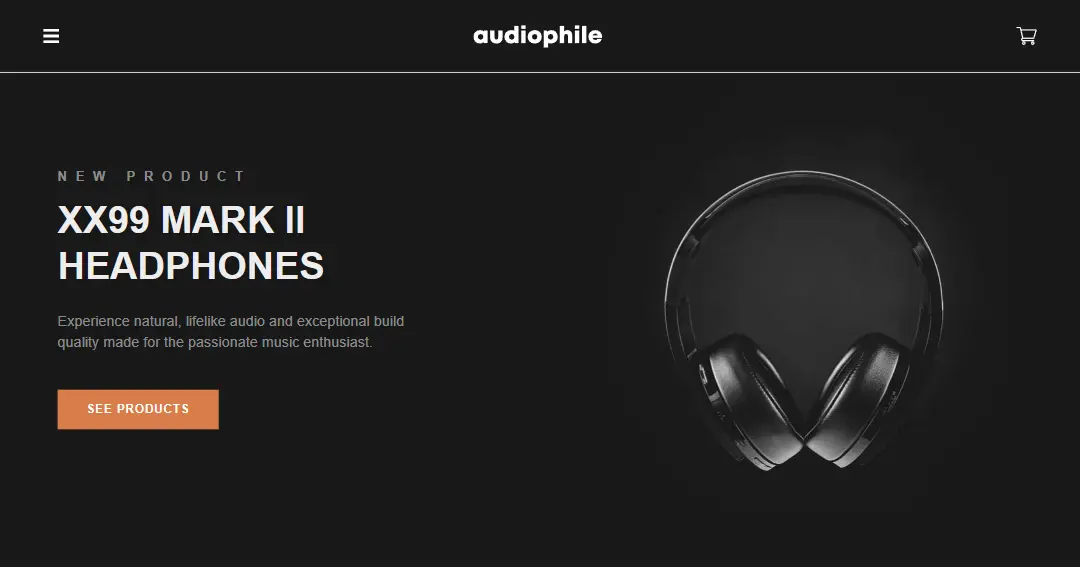 audiophile
NEW PRODUCT
XX99 MARK II
HEADPHONES
Experience natural, lifelike audio and exceptional build
quality made for the passionate music enthusiast.
SEE PRODUCTS